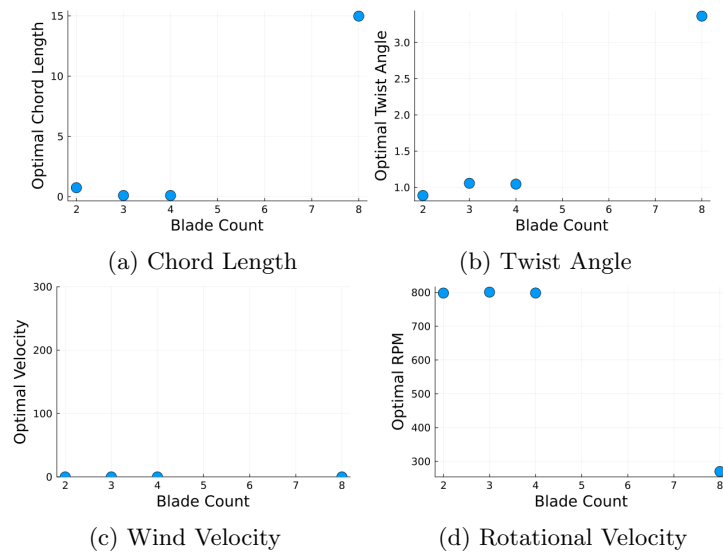 Optimal Chord Length
15
10
5
0
2 3 4 5 6 7 8
Blade Count
(a) Chord Length
Optimal Twist Angle
3.0
2.5
2.0
1.5
1.0
2 3 4 5 6 7 8
Blade Count
(b) Twist Angle
Optimal Velocity
300
200
100
0
2 3 4 5 6 7 8
Blade Count
(c) Wind Velocity
Optimal RPM
800
700
600
500
400
300
2 3 4 5 6 7 8
Blade Count
(d) Rotational Velocity